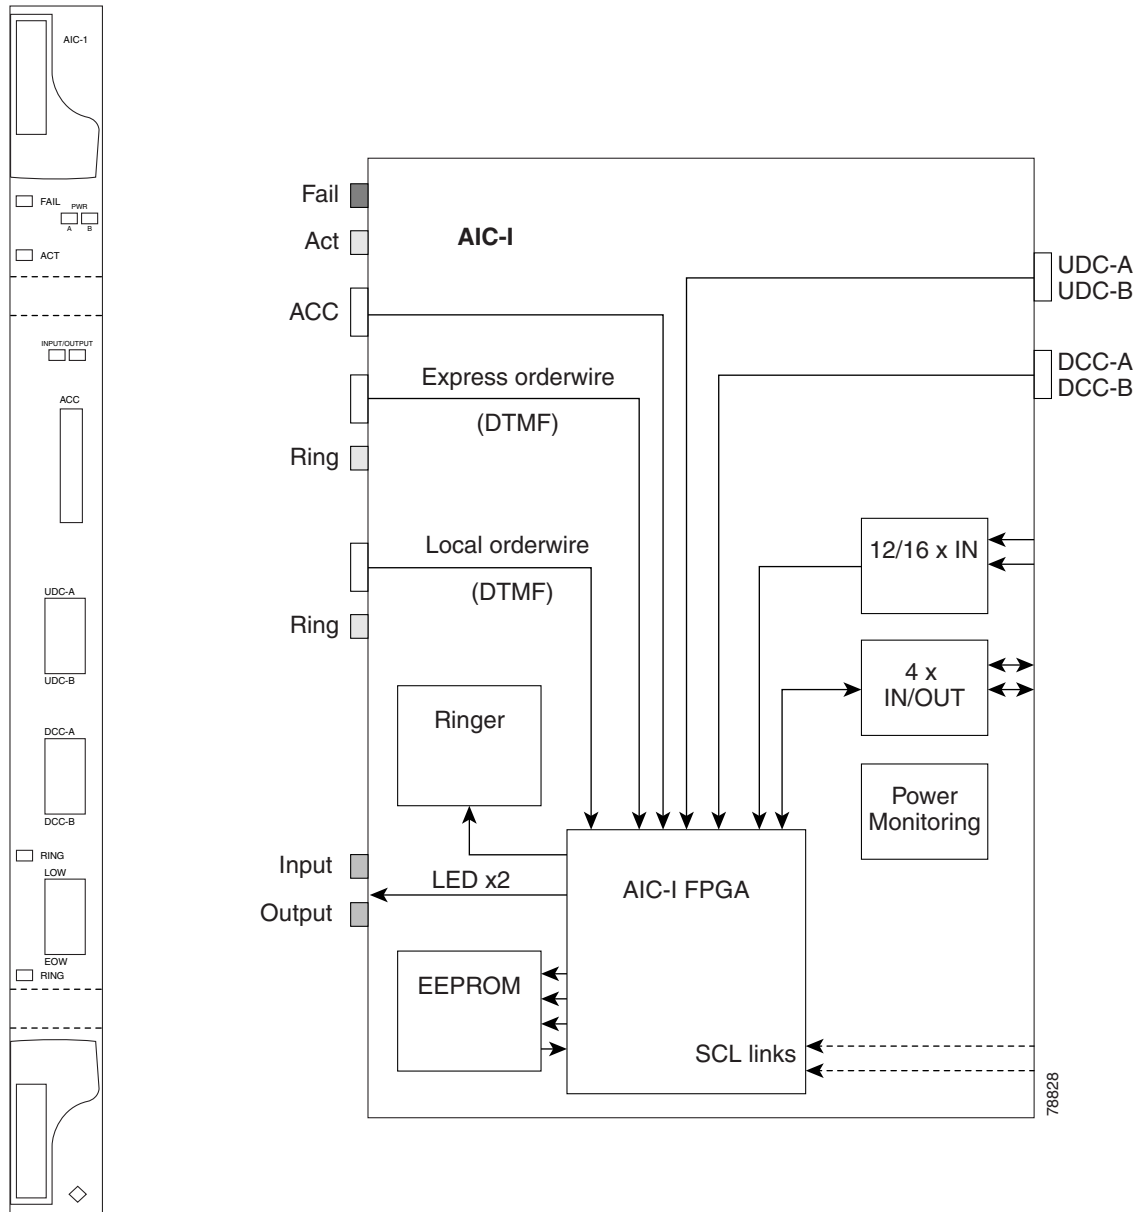 AIC-1
FAIL
PWR
A
B
ACT
INPUT/OUTPUT
ACC
UDC-A
UDC-B
DCC-A
DCC-B
RING
LOW
EOW
RING
Fail
Act
AIC-I
ACC
UDC-A
UDC-B
DCC-A
DCC-B
Express orderwire
(DTMF)
Ring
Local orderwire
(DTMF)
Ring
12/16 x IN
4 x
IN/OUT
Ringer
Power
Monitoring
Input
LED x2
Output
AIC-I FPGA
EEPROM
SCL links
78828